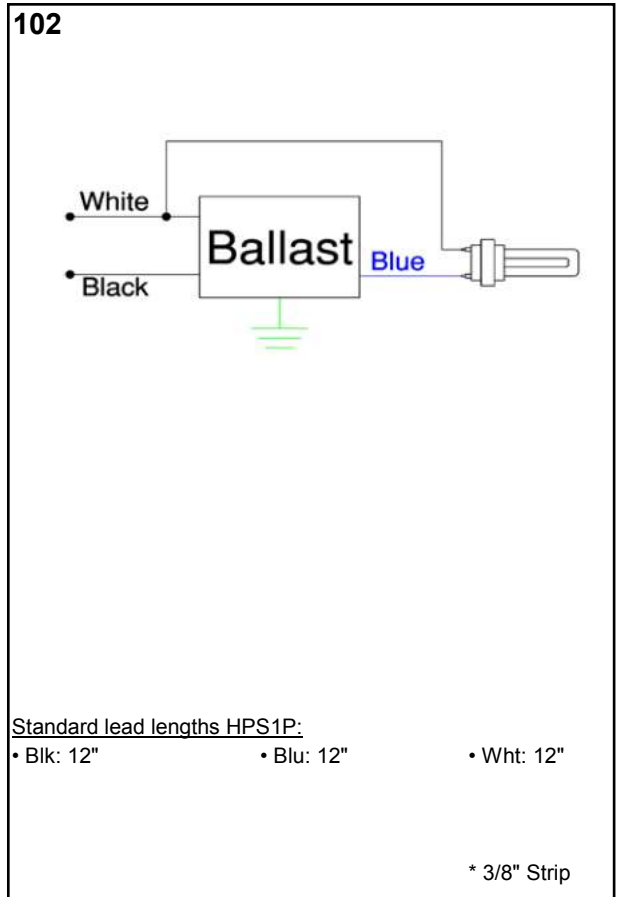 102
White
Ballast
Blue
Black
Standard lead lengths HPS1P:
• Blk: 12" • Blu: 12" • Wht: 12"
* 3/8" Strip